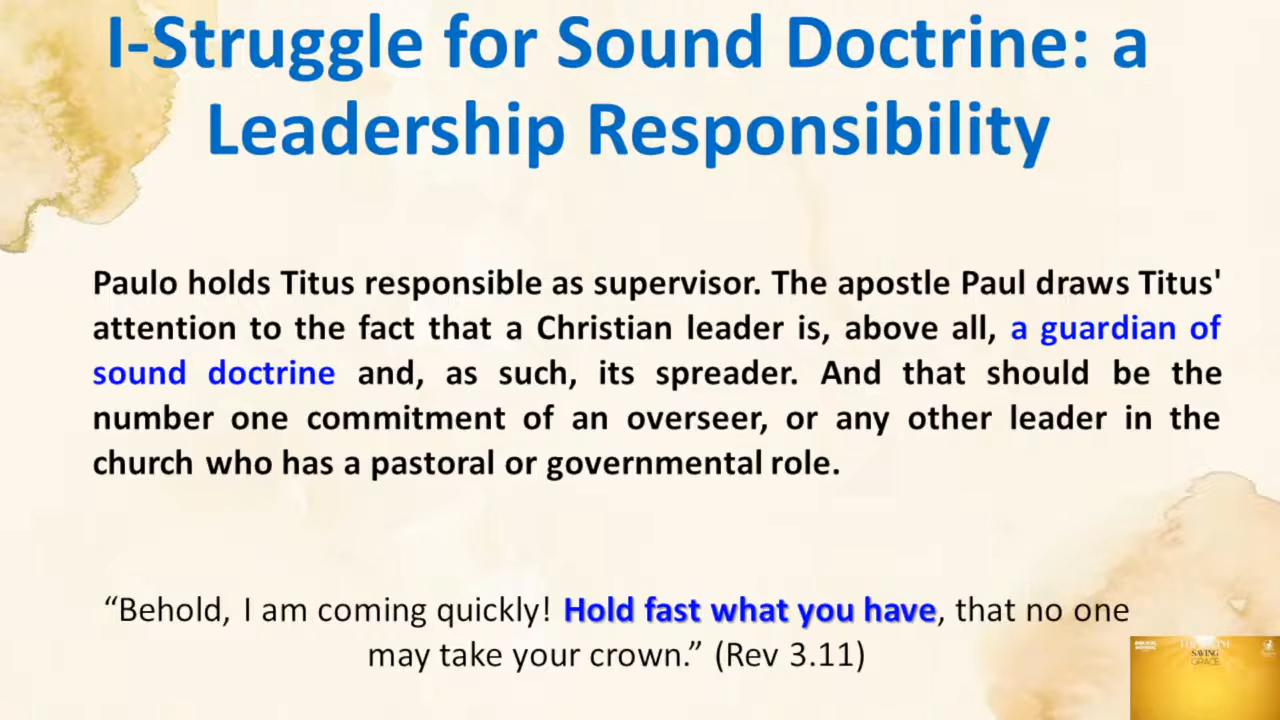 I-Struggle for Sound Doctrine: a
Leadership Responsibility
Paulo holds Titus responsible as supervisor. The apostle Paul draws Titus'
attention to the fact that a Christian leader is, above all, a guardian of
sound doctrine and, as such, its spreader. And that should be the
number one commitment of an overseer, or any other leader in the
church who has a pastoral or governmental role.
“Behold, I am coming quickly! Hold fast what you have, that no one
may take your crown.” (Rev 3.11)
SAVING
GRACE